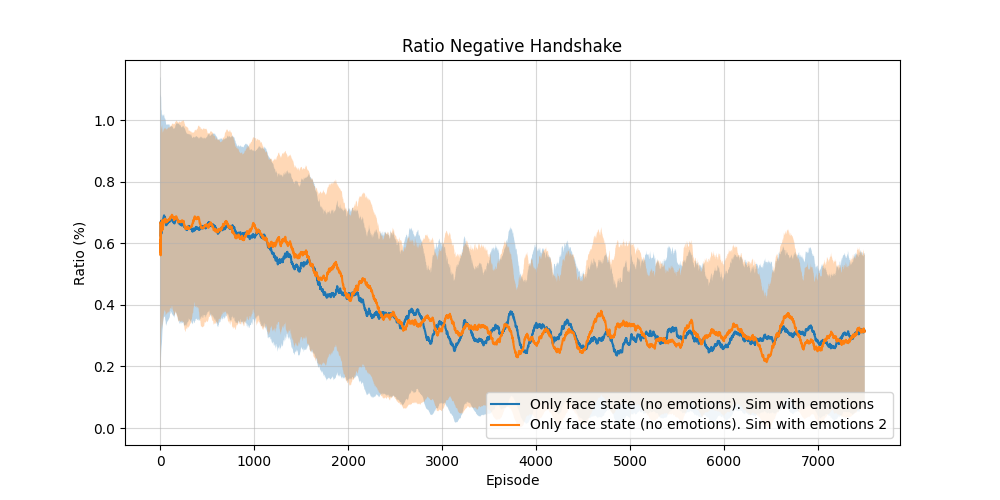 Ratio Negative Handshake
Ratio (%)
1.0
0.8
0.6
0.4
0.2
0.0
Only face state (no emotions). Sim with emotions
Only face state (no emotions). Sim with emotions 2
0 1000 2000 3000 4000 5000 6000 7000
Episode